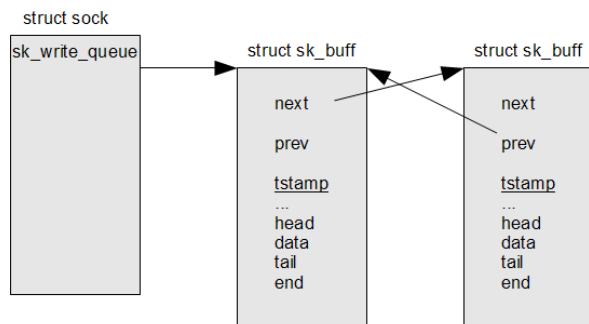 struct sock
sk_write_queue
struct sk_buff
next
prev
tstamp
...
head
data
tail
end
struct sk_buff
next
prev
tstamp
...
head
data
tail
end